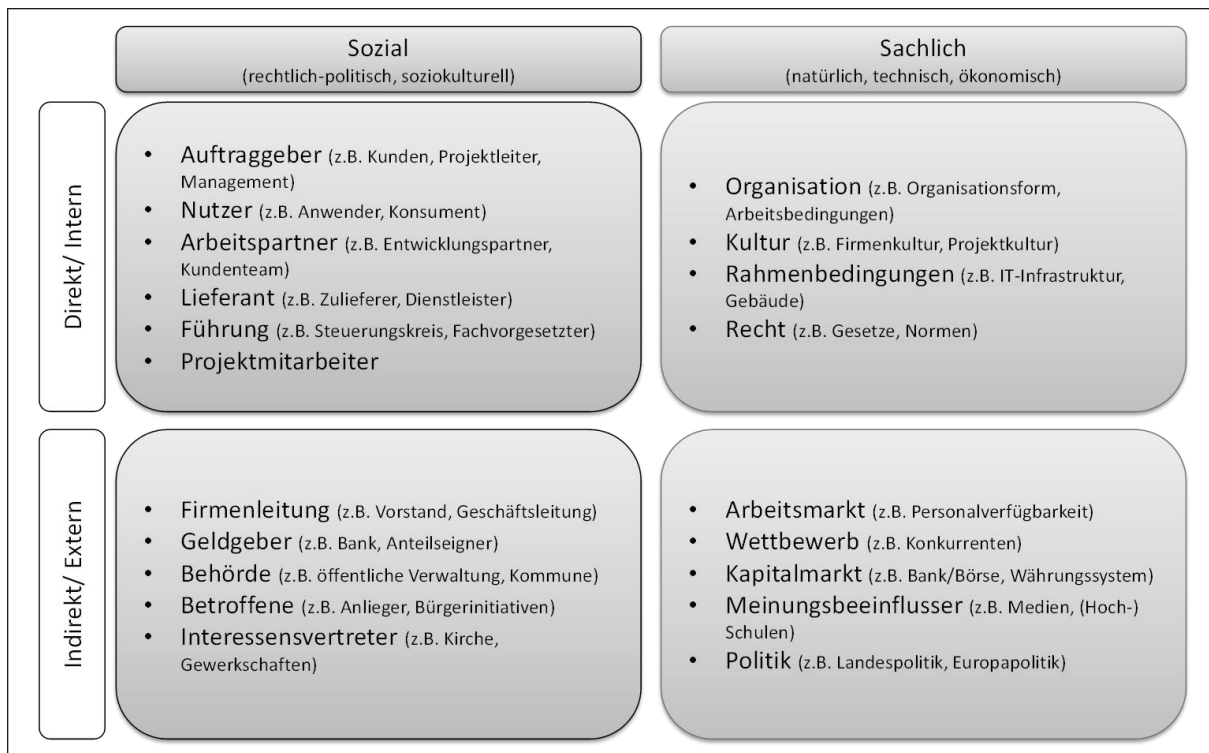 Sozial
(rechtlich-politisch, soziokulturell)
Sachlich
(natürlich, technisch, ökonomisch)
Direkt/ Intern
• Auftraggeber (z.B. Kunden, Projektleiter,
Management)
• Nutzer (z.B. Anwender, Konsument)
• Arbeitspartner (z.B. Entwicklungspartner,
Kundenteam)
• Lieferant (z.B. Zulieferer, Dienstleister)
• Führung (z.B. Steuerungskreis, Fachvorgesetzter)
• Projektmitarbeiter
• Organisation (z.B. Organisationsform,
Arbeitsbedingungen)
• Kultur (z.B. Firmenkultur, Projektkultur)
• Rahmenbedingungen (z.B. IT-Infrastruktur,
Gebäude)
• Recht (z.B. Gesetze, Normen)
Indirekt/ Extern
• Firmenleitung (z.B. Vorstand, Geschäftsleitung)
• Geldgeber (z.B. Bank, Anteilseigner)
• Behörde (z.B. öffentliche Verwaltung, Kommune)
• Betroffene (z.B. Anlieger, Bürgerinitiativen)
• Interessensvertreter (z.B. Kirche,
Gewerkschaften)
• Arbeitsmarkt (z.B. Personalverfügbarkeit)
• Wettbewerb (z.B. Konkurrenten)
• Kapitalmarkt (z.B. Bank/Börse, Währungssystem)
• Meinungsbeeinflusser (z.B. Medien, (Hoch-)
Schulen)
• Politik (z.B. Landespolitik, Europapolitik)